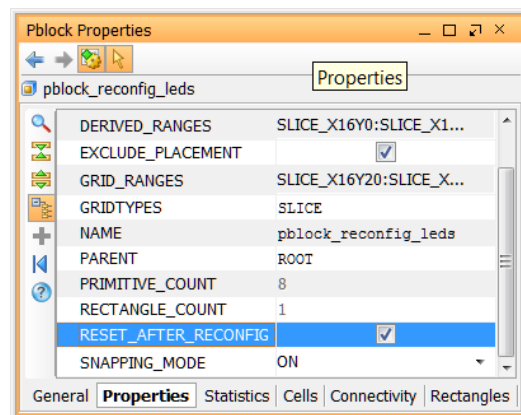 Pblock Properties
Properties
pblock_reconfig_leds
DERIVED_RANGES SLICE_X16Y0:SLICE_X1...
EXCLUDE_PLACEMENT
GRID_RANGES SLICE_X16Y20:SLICE_X...
GRIDTYPES SLICE
NAME pblock_reconfig_leds
PARENT ROOT
PRIMITIVE_COUNT 8
RECTANGLE_COUNT 1
RESET_AFTER_RECONFIG
SNAPPING_MODE ON
General Properties Statistics Cells Connectivity Rectangles